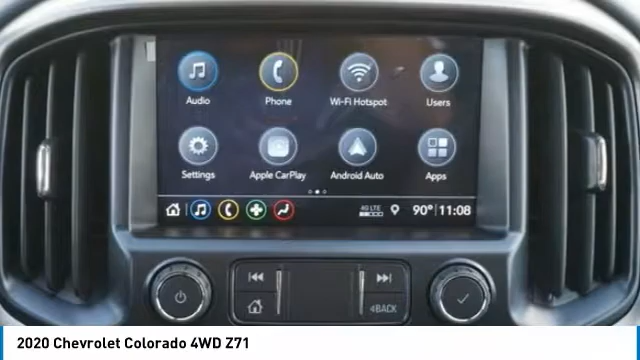 Audio Phone Wi-Fi Hotspot Users
Settings Apple CarPlay Android Auto Apps
4G LTE 90° 11:08
BACK
2020 Chevrolet Colorado 4WD Z71